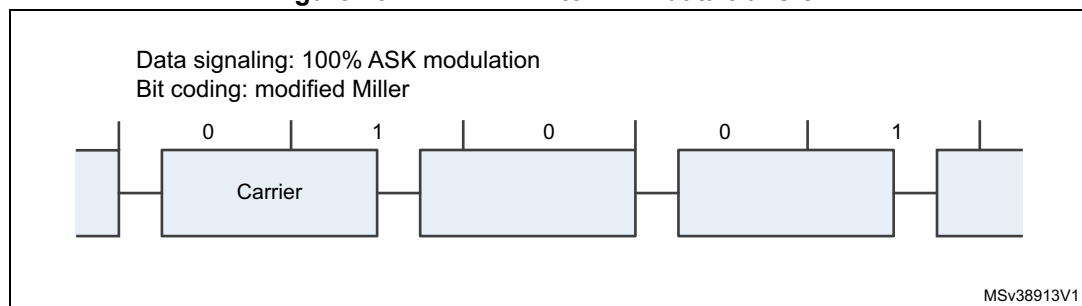 Data signaling: 100% ASK modulation
Bit coding: modified Miller
0 1 0 0 1
Carrier
MSv38913V1